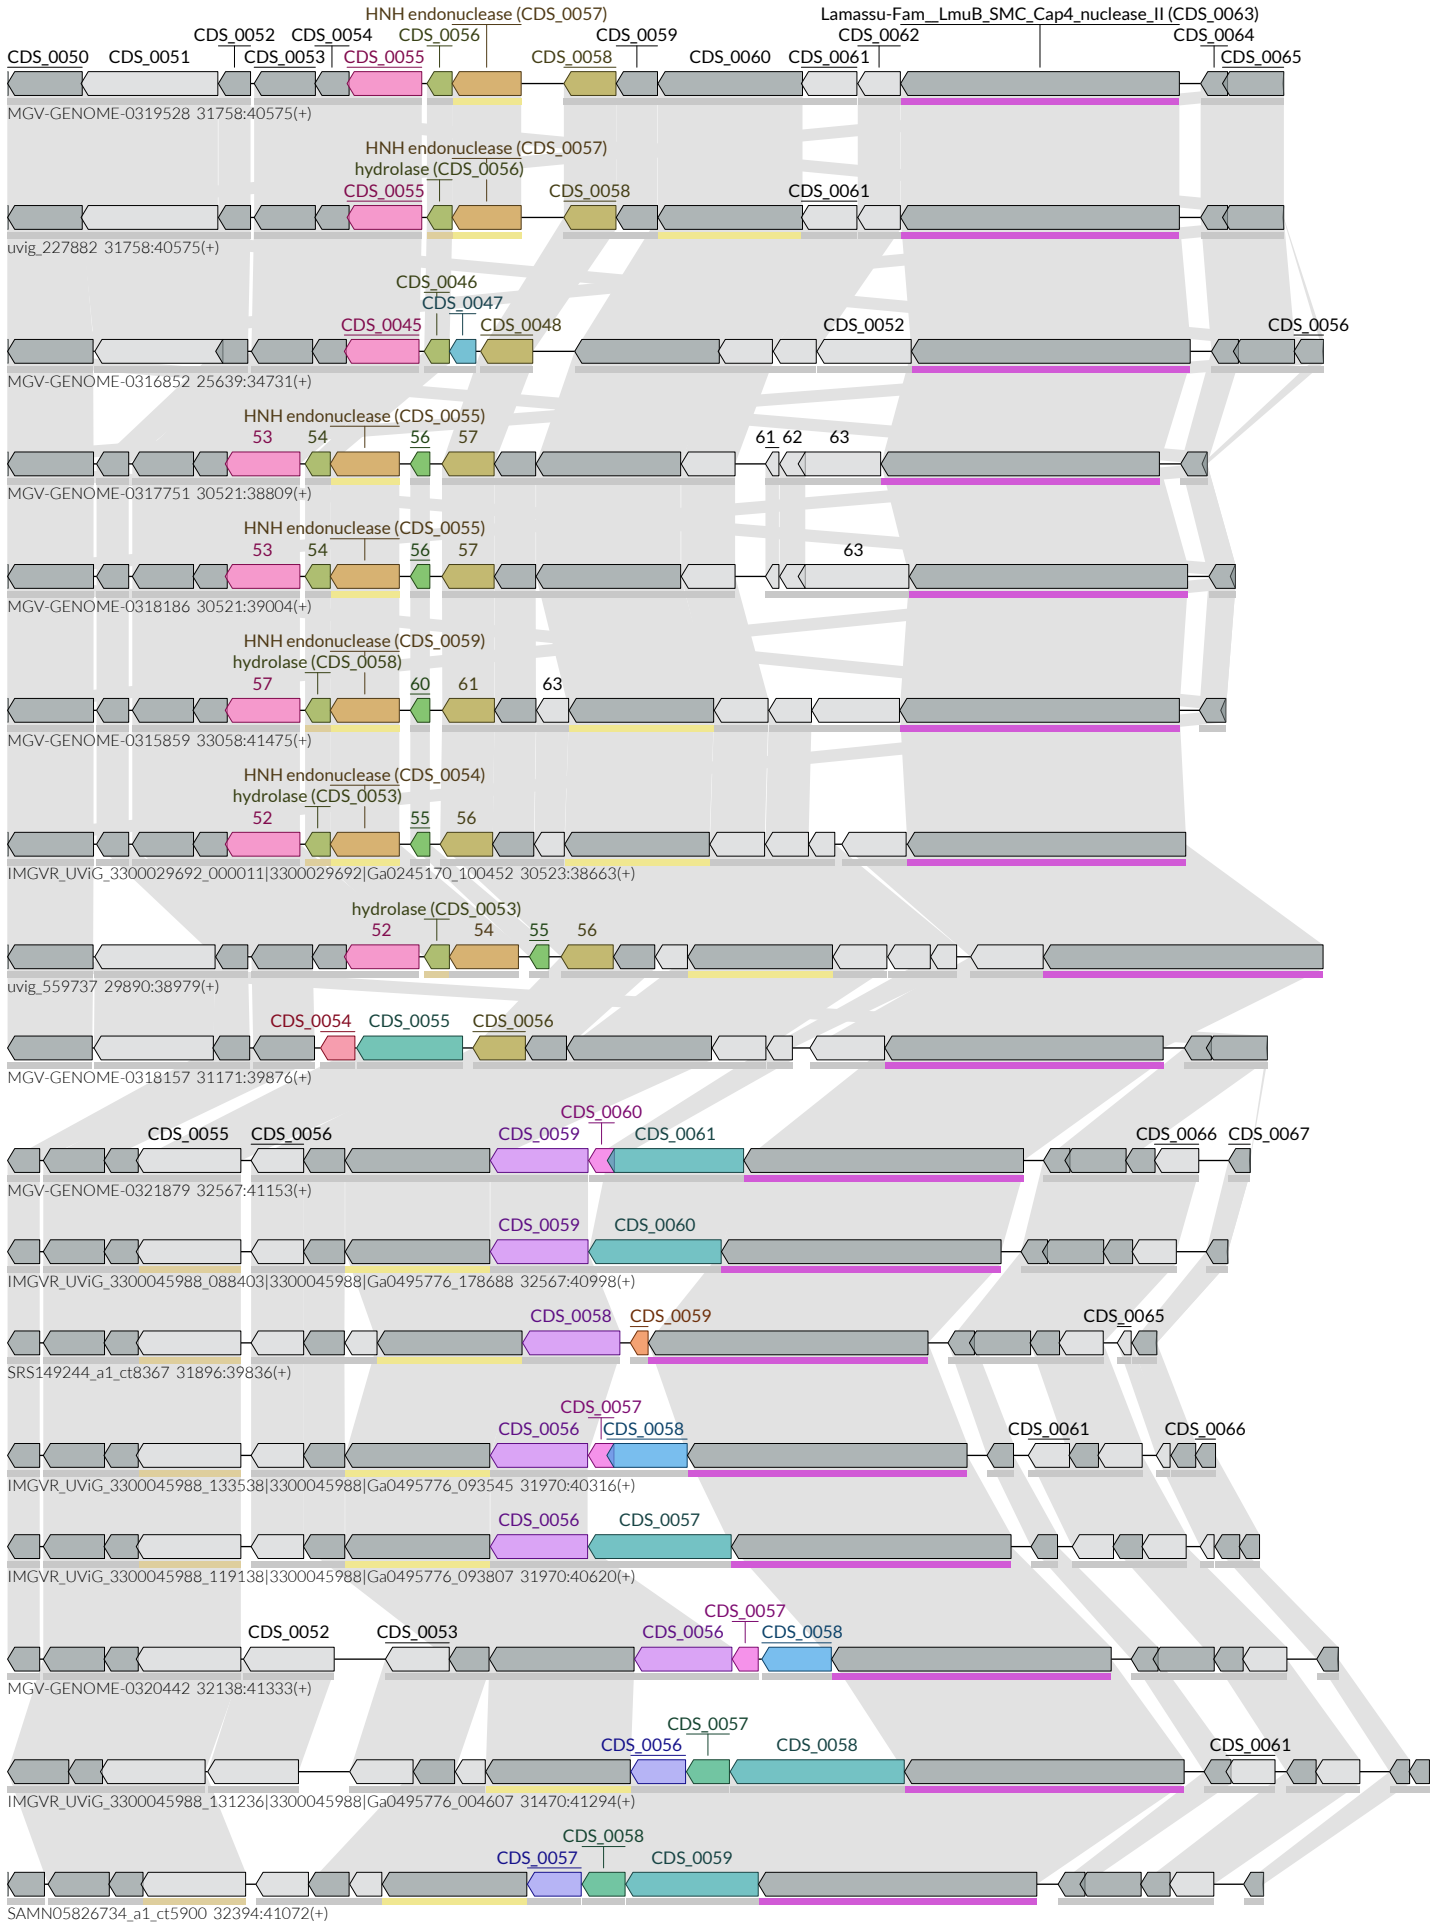 HNH endonuclease (CDS_0057) Lamassu-Fam__LmuB_SMC_Cap4_nuclease_II (CDS_0063)
CDS_0052 CDS_0054 CDS_0056 CDS_0059 CDS_0062 CDS_0064
CDS_0050 CDS_0051 CDS_0053 CDS_0055 CDS_0058 CDS_0060 CDS_0061 CDS_0065
MGV-GENOME-0319528 31758:40575(+)
HNH endonuclease (CDS_0057)
hydrolase (CDS_0056)
CDS_0055 CDS_0058 CDS_0061
uvig_227882 31758:40575(+)
CDS_0046
CDS_0047
CDS_0045 CDS_0048 CDS_0052 CDS_0056
MGV-GENOME-0316852 25639:34731(+)
HNH endonuclease (CDS_0055)
53 54 56 57 61 62 63
MGV-GENOME-0317751 30521:38809(+)
HNH endonuclease (CDS_0055)
53 54 56 57 63
MGV-GENOME-0318186 30521:39004(+)
HNH endonuclease (CDS_0059)
hydrolase (CDS_0058)
57 60 61 63
MGV-GENOME-0315859 33058:41475(+)
HNH endonuclease (CDS_0054)
hydrolase (CDS_0053)
52 55 56
IMGVR_UViG_3300029692_000011|3300029692|Ga0245170_100452 30523:38663(+)
hydrolase (CDS_0053)
52 54 55 56
uvig_559737 29890:38979(+)
CDS_0054 CDS_0055 CDS_0056
MGV-GENOME-0318157 31171:39876(+)
CDS_0060
CDS_0055 CDS_0056 CDS_0059 CDS_0061 CDS_0066 CDS_0067
MGV-GENOME-0321879 32567:41153(+)
CDS_0059 CDS_0060
IMGVR_UViG_3300045988_088403|3300045988|Ga0495776_178688 32567:40998(+)
CDS_0058 CDS_0059 CDS_0065
SRS149244_a1_ct8367 31896:39836(+)
CDS_0057
CDS_0056 CDS_0058 CDS_0061 CDS_0066
IMGVR_UViG_3300045988_133538|3300045988|Ga0495776_093545 31970:40316(+)
CDS_0056 CDS_0057
IMGVR_UViG_3300045988_119138|3300045988|Ga0495776_093807 31970:40620(+)
CDS_0057
CDS_0052 CDS_0053 CDS_0056 CDS_0058
MGV-GENOME-0320442 32138:41333(+)
CDS_0057
CDS_0056 CDS_0058 CDS_0061
IMGVR_UViG_3300045988_131236|3300045988|Ga0495776_004607 31470:41294(+)
CDS_0058
CDS_0057 CDS_0059
SAMN05826734_a1_ct5900 32394:41072(+)